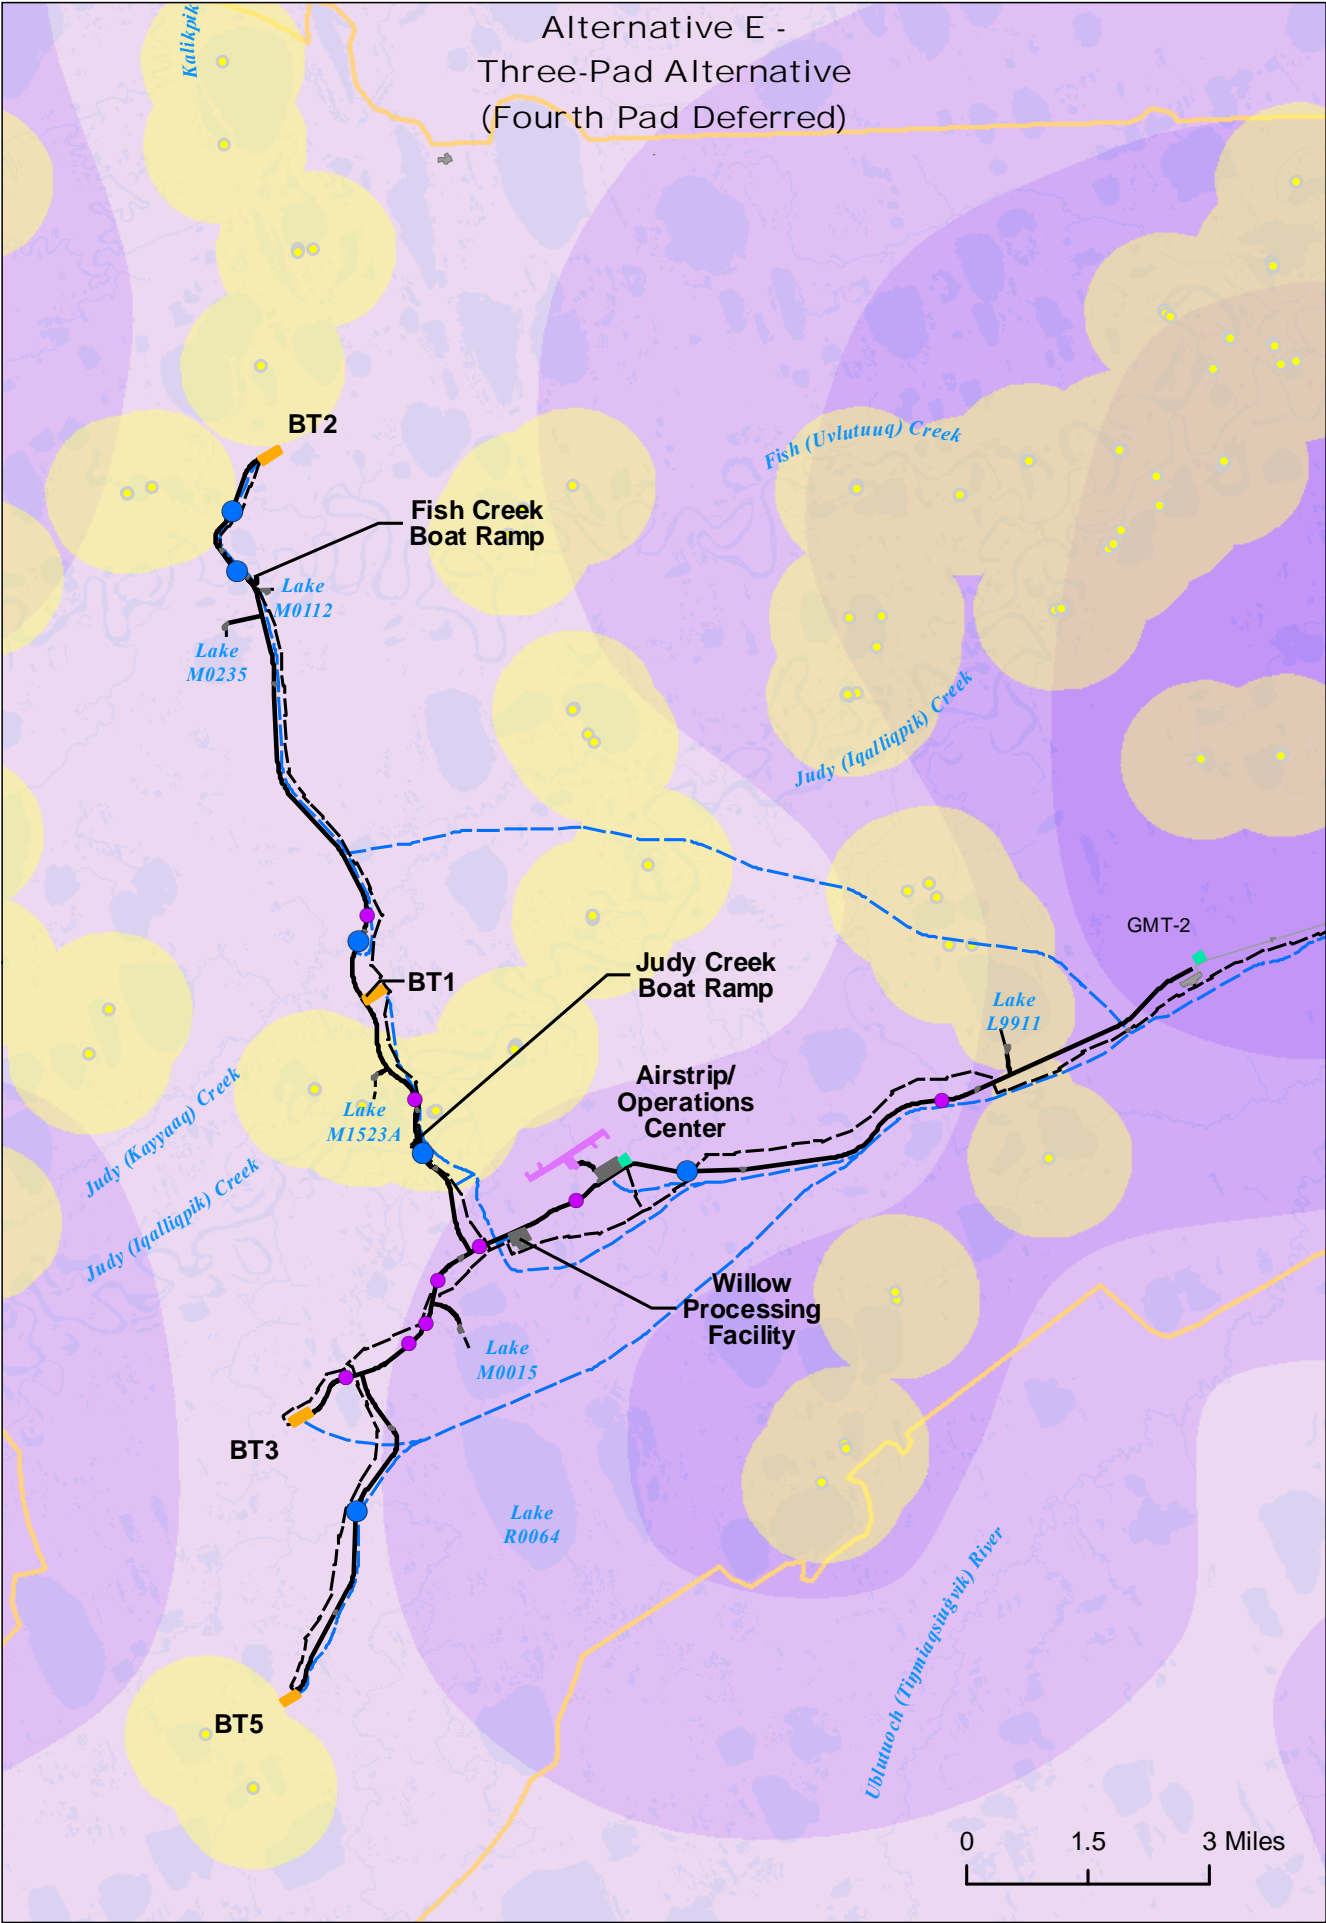 Alternative E -
Three-Pad Alternative
(Fourth Pad Deferred)
Kalikpik
BT2
Fish (Uvlutuuq) Creek
Fish Creek
Boat Ramp
Lake
M0112
Lake
M0235
Judy (Iqalliqpik) Creek
GMT-2
Judy Creek
Boat Ramp
BT1
Lake
L9911
Airstrip/
Operations
Center
Lake
M1523A
Judy (Kayyaaq) Creek
Judy (Iqalliqpik) Creek
Willow
Processing
Facility
Lake
M0015
BT3
Lake
R0064
Ublutuoch (Tiŋmiaqsiuġvik) River
BT5
0 1.5 3 Miles